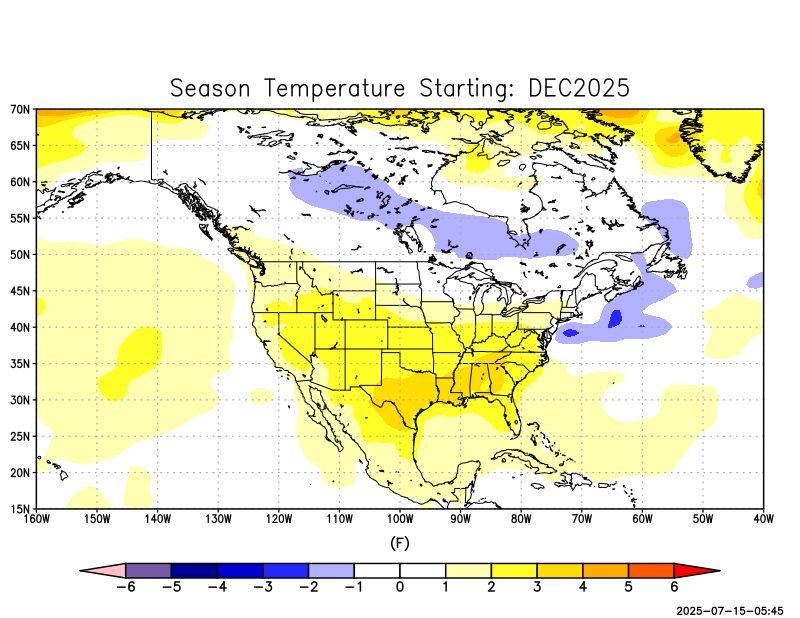 Season Temperature Starting: DEC2025
70N
65N
60N
55N
50N
45N
40N
35N
30N
25N
20N
15N
160W 150W 140W 130W 120W 110W 100W 90W 80W 70W 60W 50W 40W
(F)
−6 −5 −4 −3 −2 −1 0 1 2 3 4 5 6
2025-07-15-05:45